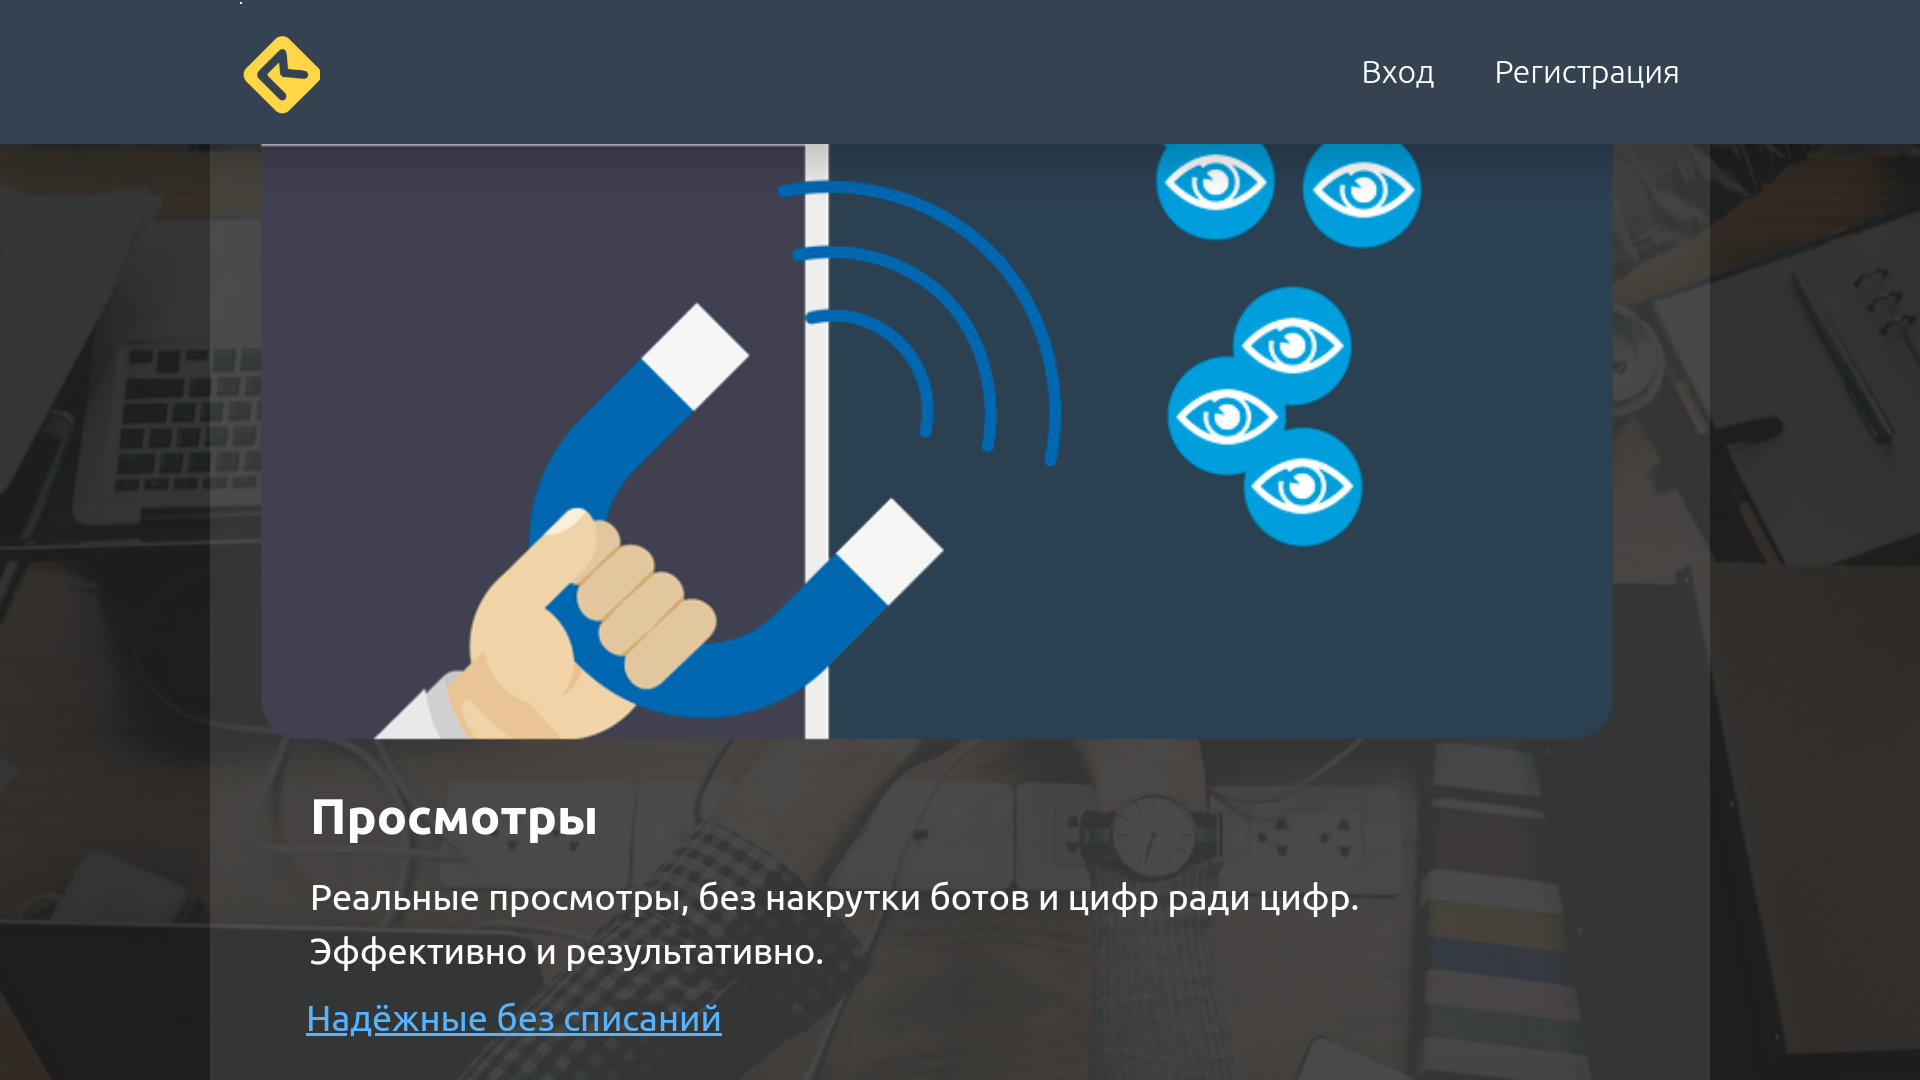 Вход Регистрация
Просмотры
Реальные просмотры, без накрутки ботов и цифр ради цифр.
Эффективно и результативно.
Надёжные без списаний